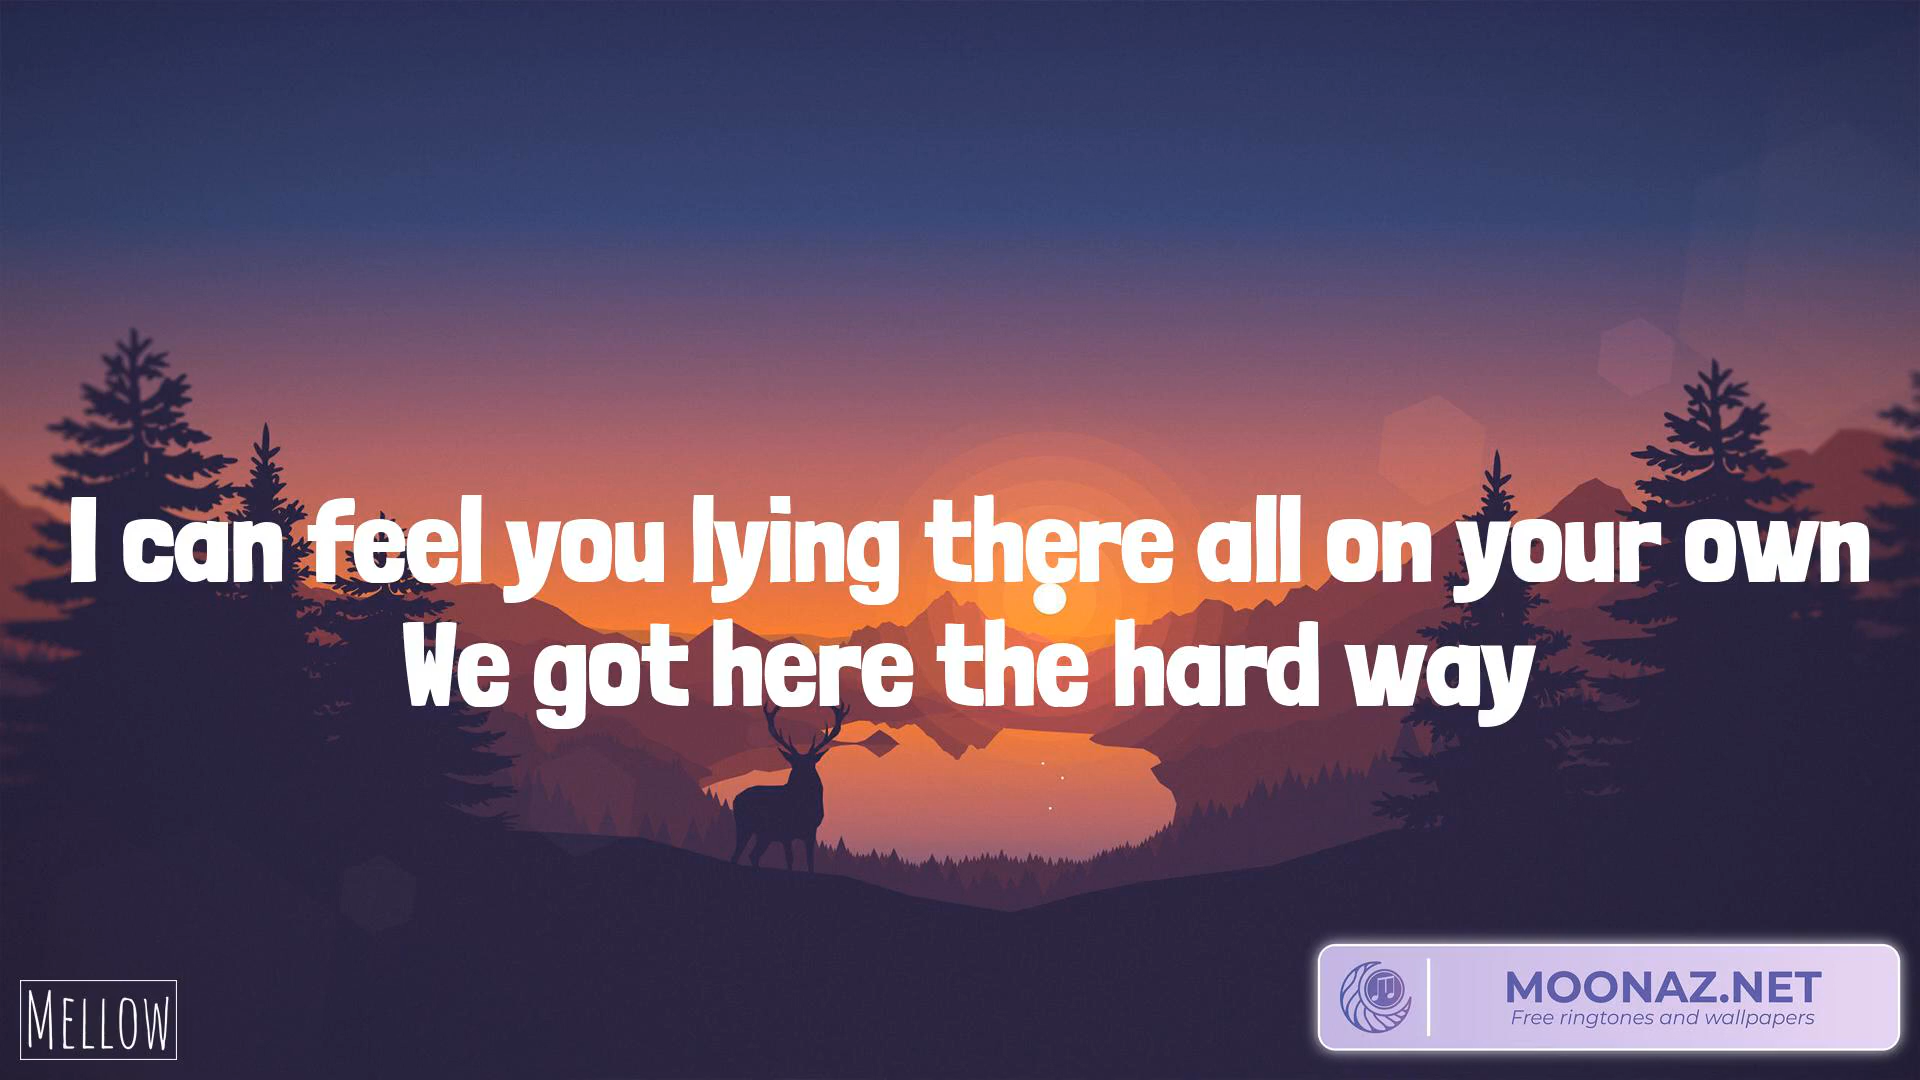 I can feel you lying there all on your own
We got here the hard way
MELLOW
MOONAZ.NET
Free ringtones and wallpapers